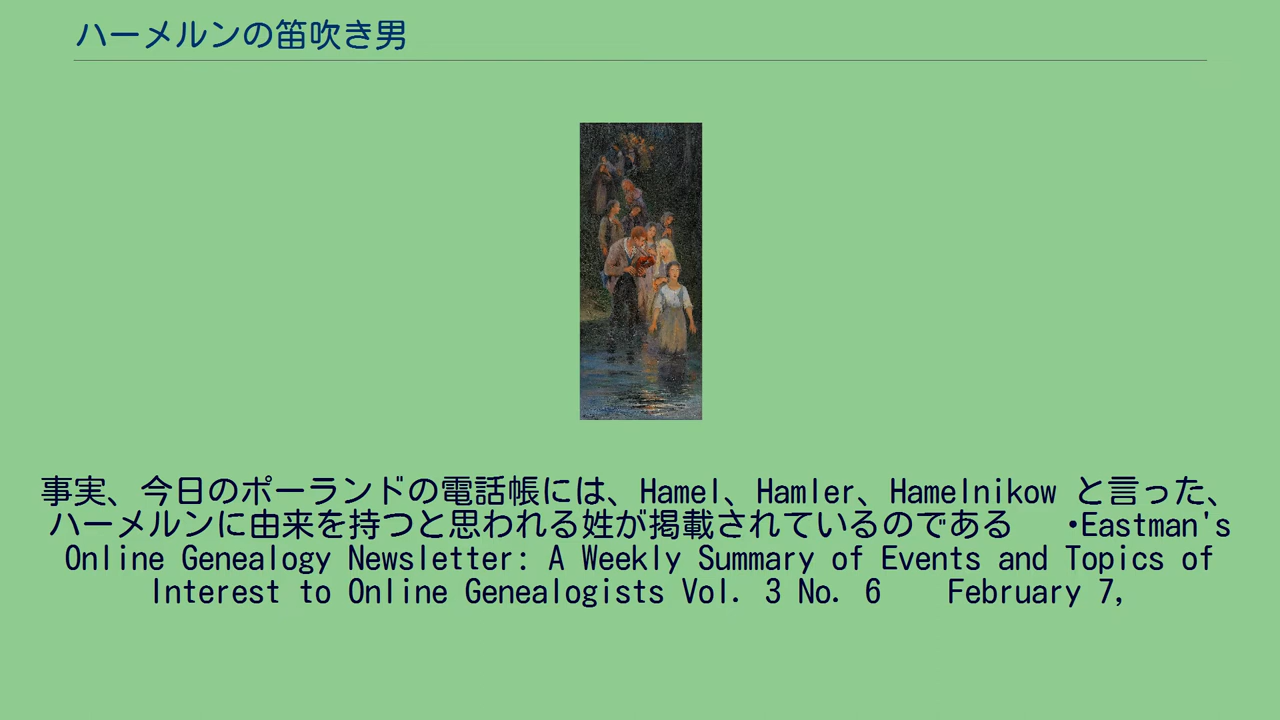 ハーメルンの笛吹き男
事実、今日のポーランドの電話帳には、Hamel、Hamler、Hamelnikow と言った、
ハーメルンに由来を持つと思われる姓が掲載されているのである　•Eastman's
Online Genealogy Newsletter: A Weekly Summary of Events and Topics of
Interest to Online Genealogists Vol. 3 No. 6　February 7,